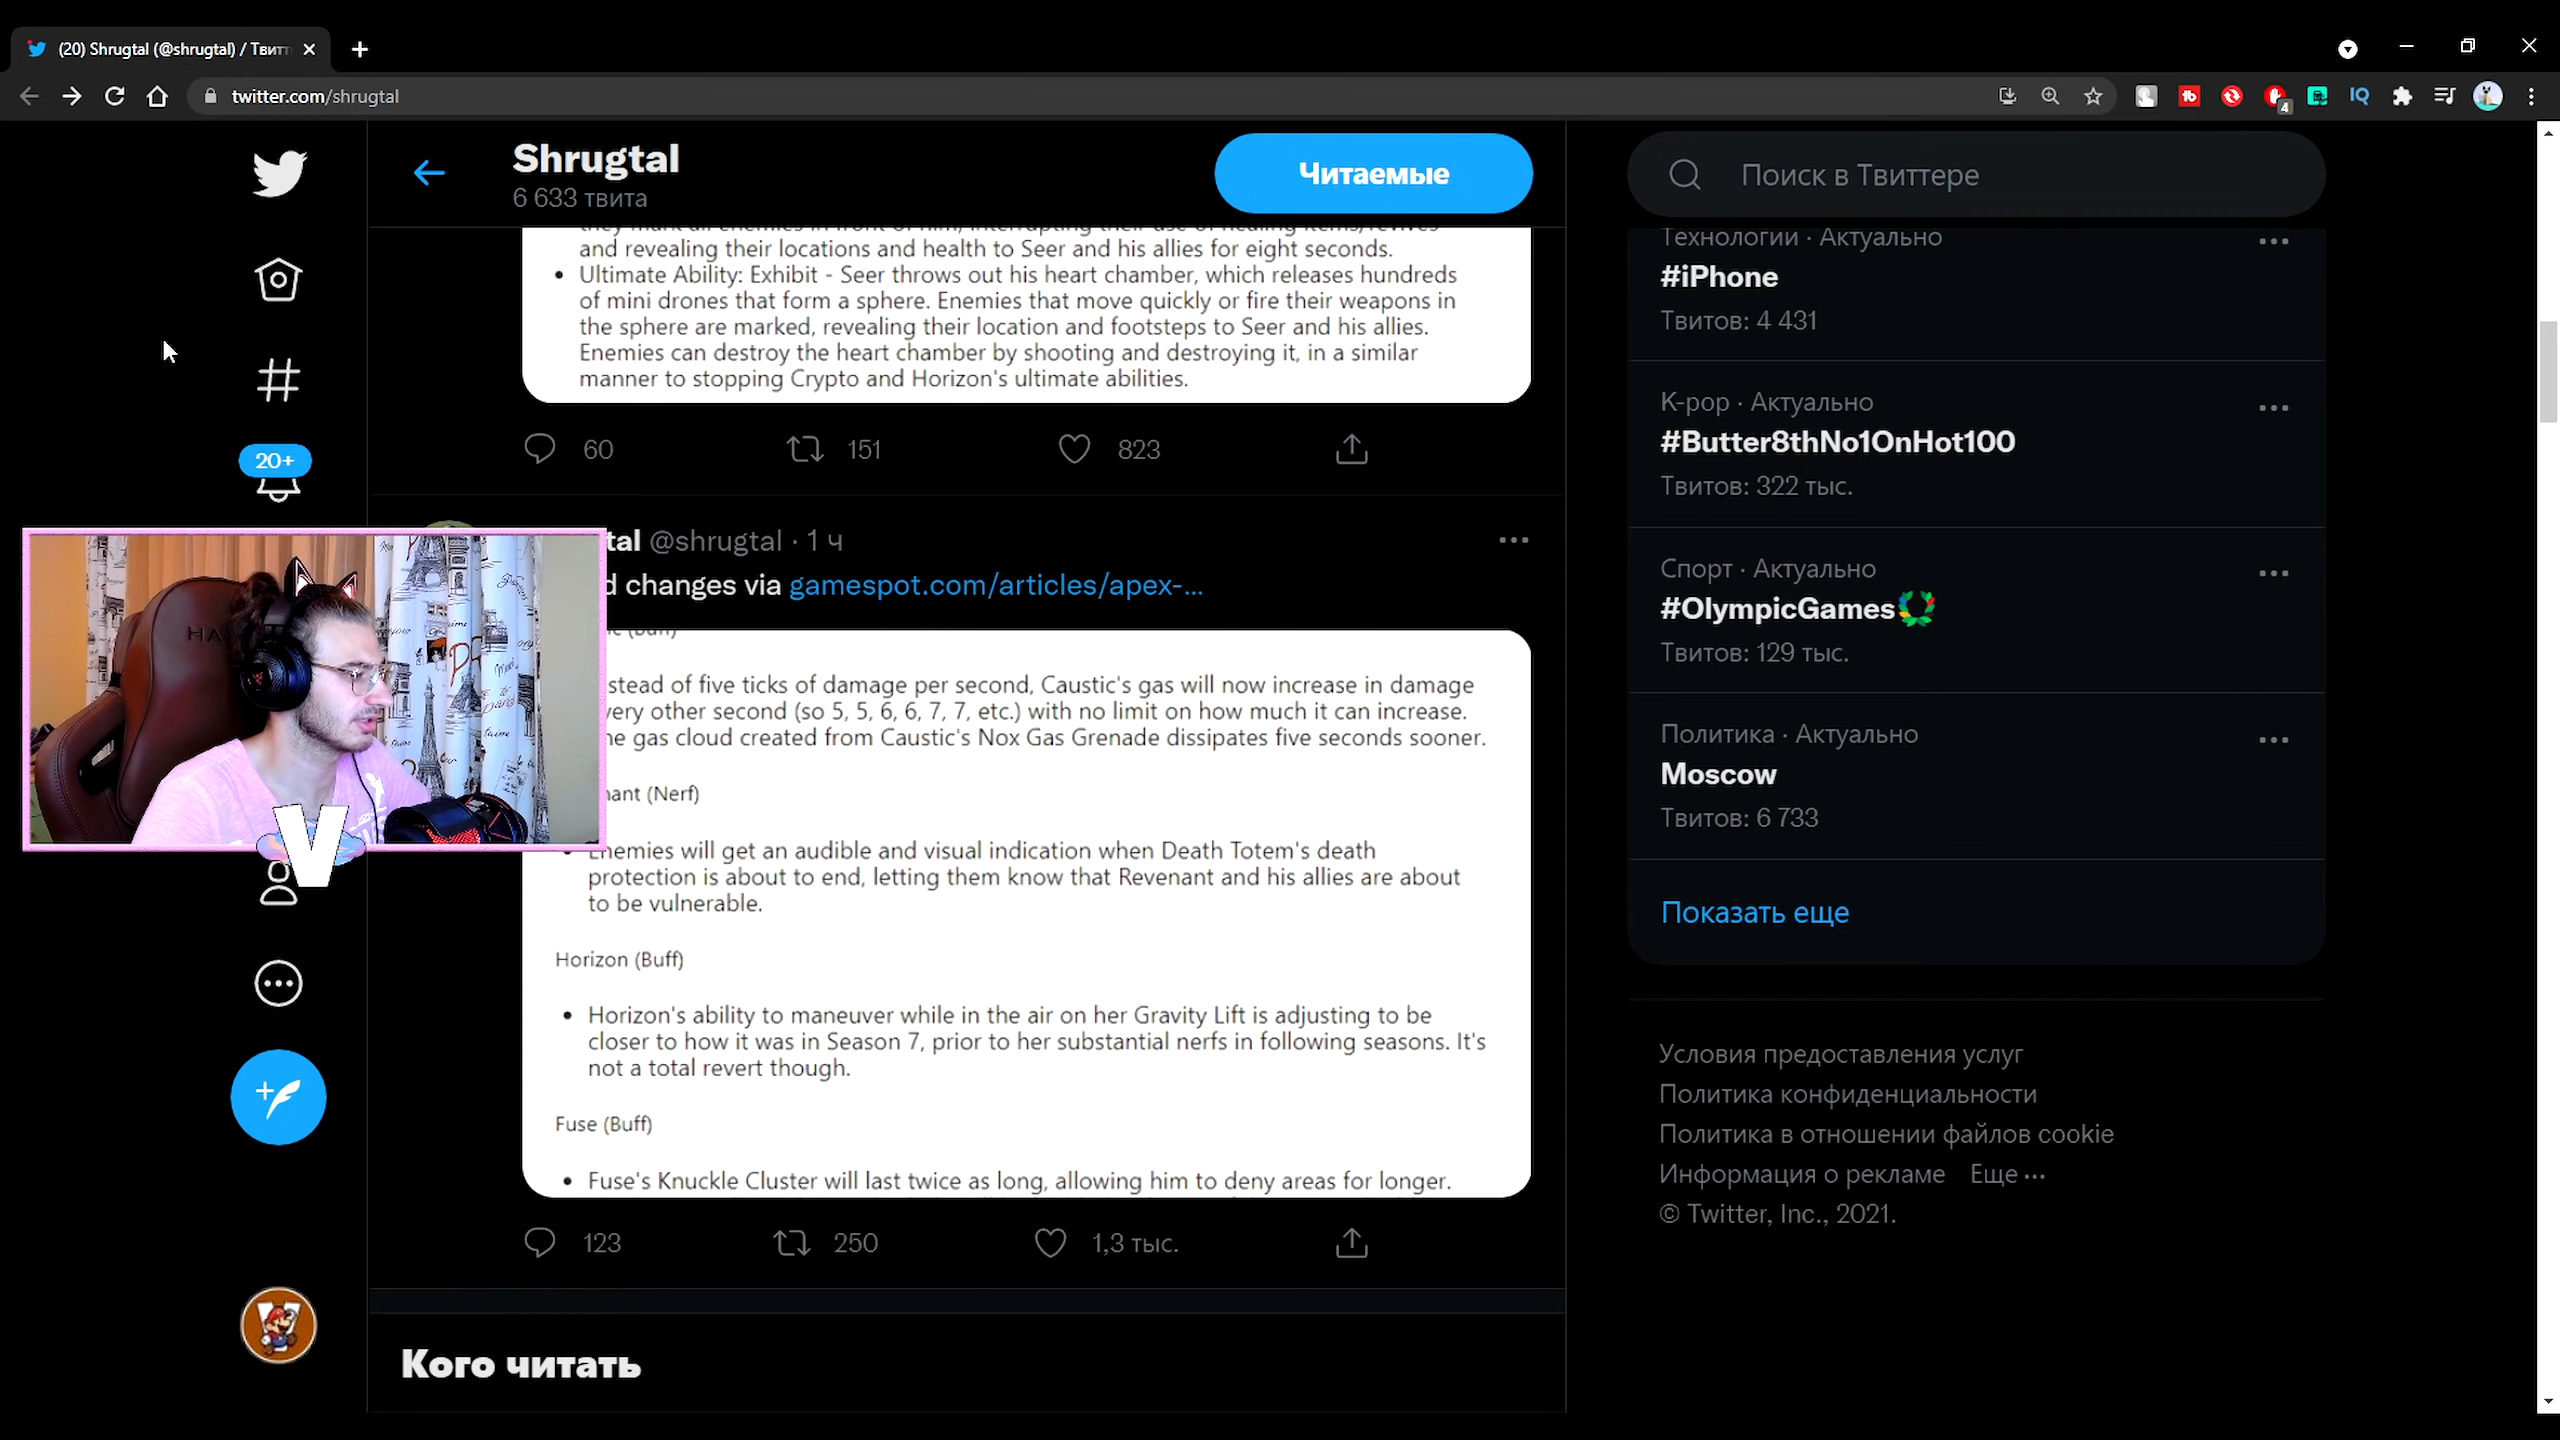 (20) Shrugtal (@shrugtal) / Твит
twitter.com/shrugtal
4
Shrugtal
6 633 твита
Читаемые
Поиск в Твиттере
and revealing their locations and health to Seer and his allies for eight seconds.
• Ultimate Ability: Exhibit - Seer throws out his heart chamber, which releases hundreds
of mini drones that form a sphere. Enemies that move quickly or fire their weapons in
the sphere are marked, revealing their location and footsteps to Seer and his allies.
Enemies can destroy the heart chamber by shooting and destroying it, in a similar
manner to stopping Crypto and Horizon's ultimate abilities.
60
151
823
20+
tal @shrugtal · 1 ч
d changes via gamespot.com/articles/apex-...
stead of five ticks of damage per second, Caustic's gas will now increase in damage
very other second (so 5, 5, 6, 6, 7, 7, etc.) with no limit on how much it can increase.
he gas cloud created from Caustic's Nox Gas Grenade dissipates five seconds sooner.
nant (Nerf)
• Enemies will get an audible and visual indication when Death Totem's death
protection is about to end, letting them know that Revenant and his allies are about
to be vulnerable.
Horizon (Buff)
• Horizon's ability to maneuver while in the air on her Gravity Lift is adjusting to be
closer to how it was in Season 7, prior to her substantial nerfs in following seasons. It's
not a total revert though.
Fuse (Buff)
• Fuse's Knuckle Cluster will last twice as long, allowing him to deny areas for longer.
123
250
1,3 тыс.
Кого читать
V
Технологии · Актуально
#iPhone
Твитов: 4 431
K-pop · Актуально
#Butter8thNo1OnHot100
Твитов: 322 тыс.
Спорт · Актуально
#OlympicGames
Твитов: 129 тыс.
Политика · Актуально
Moscow
Твитов: 6 733
Показать еще
Условия предоставления услуг
Политика конфиденциальности
Политика в отношении файлов cookie
Информация о рекламе Еще ···
© Twitter, Inc., 2021.